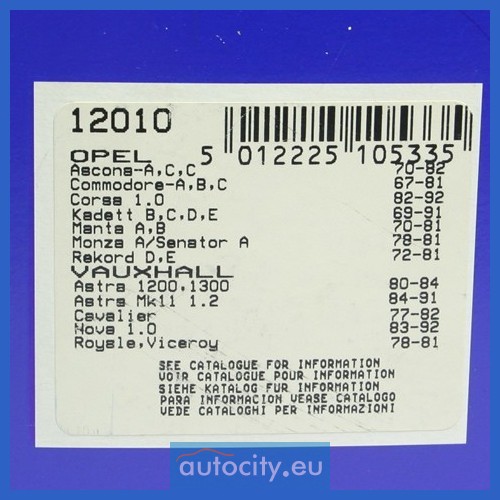 12010
5 012225 105335
OPEL
Ascona-A,C,C 70-82
Commodore-A,B,C 67-81
Corsa 1.0 82-92
Kadett B,C,D,E 69-91
Manta A,B 70-81
Monza A/Senator A 78-81
Rekord D,E 72-81
VAUXHALL
Astra 1200,1300 80-84
Astra Mk11 1.2 84-91
Cavalier 77-82
Nova 1.0 83-92
Royale,Viceroy 78-81
SEE CATALOGUE FOR INFORMATION
VOIR CATALOGUE POUR INFORMATION
SIEHE KATALOG FUR INFORMATION
PARA INFORMACION VEASE CATALOGO
VEDE CATALOGHI PER INFORMAZIONI
autocity.eu